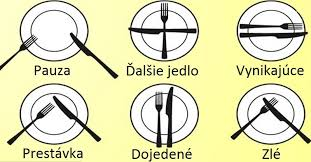 Pauza
Ďalšie jedlo
Vynikajúce
Prestávka
Dojedené
Zlé